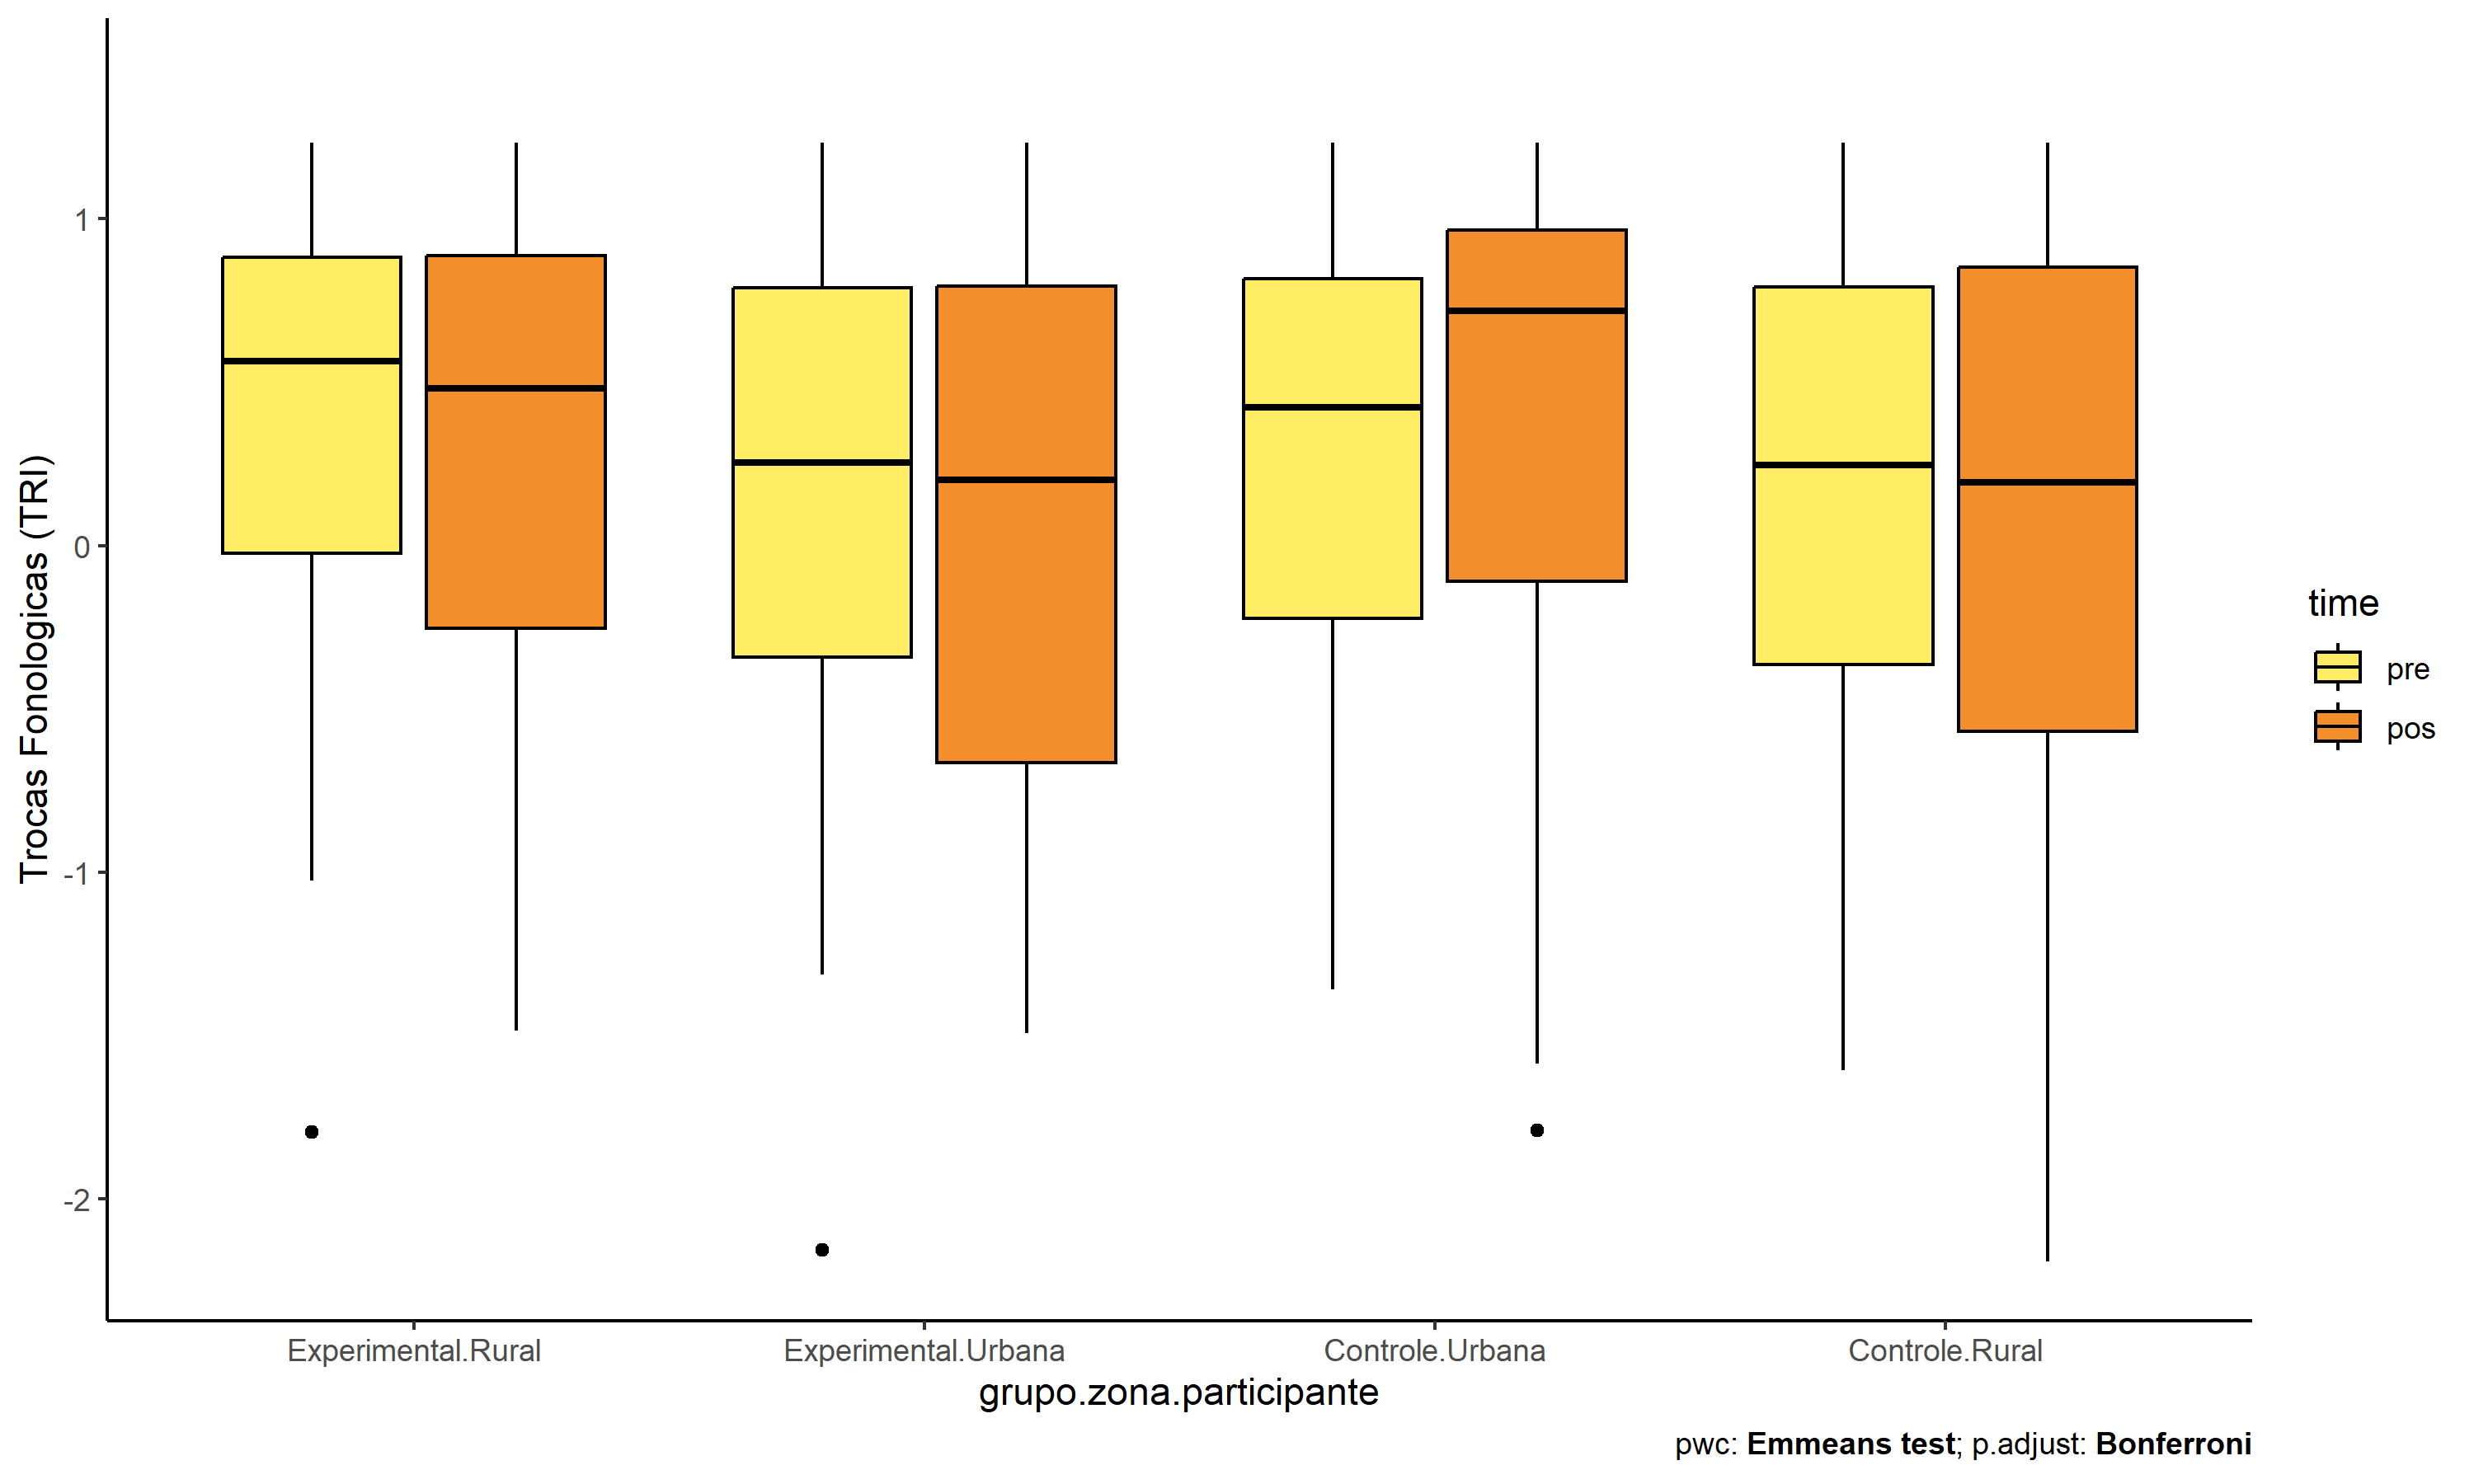 Trocas Fonologicas (TRI)
1
0
-1
-2
Experimental.Rural
Experimental.Urbana
Controle.Urbana
Controle.Rural
grupo.zona.participante
time
pre
pos
pwc: Emmeans test; p.adjust: Bonferroni